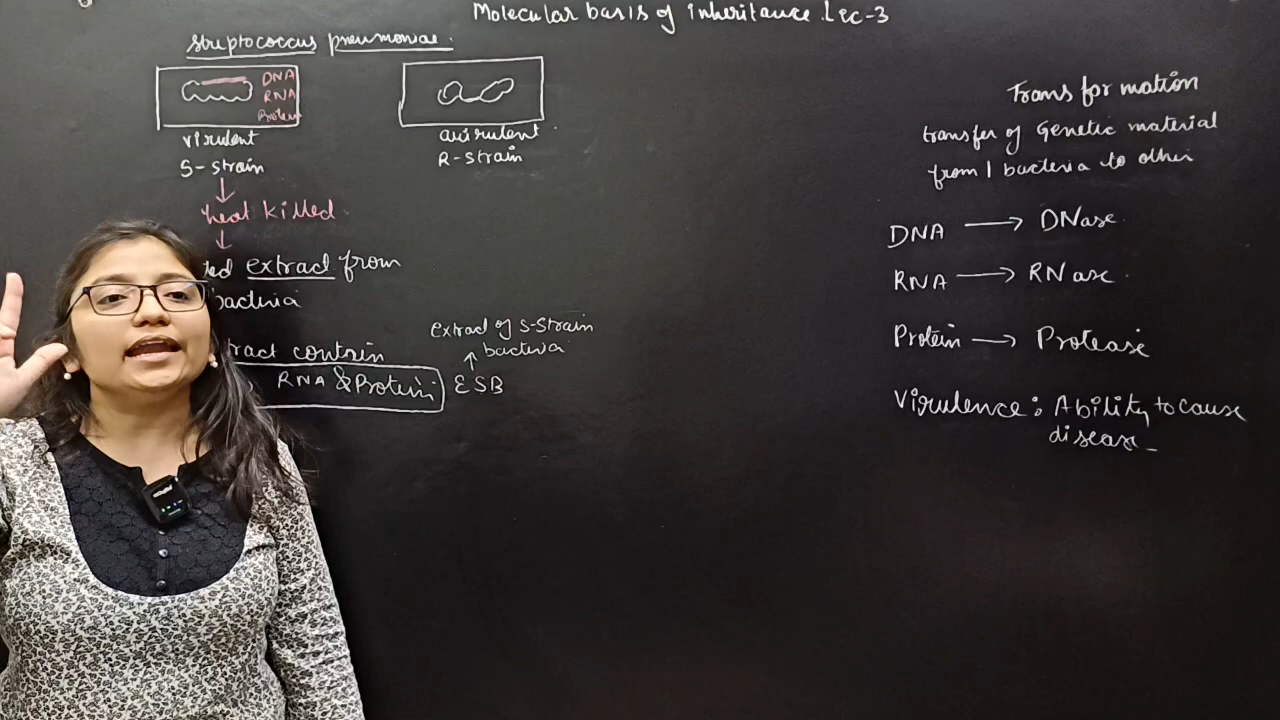 Molecular basis of inheritance. Lec-3
Streptococcus pneumoniae.
DNA
RNA
Protein
virulent
S-strain
avirulent
R-strain
heat killed
extract from
bacteria
contain
RNA & Protein
ESB
extract of S-Strain
bacteria
Transformation
transfer of Genetic material
from 1 bacteria to other
DNA → DNase
RNA → RNase
Protein → Protease
Virulence: Ability to cause
disease